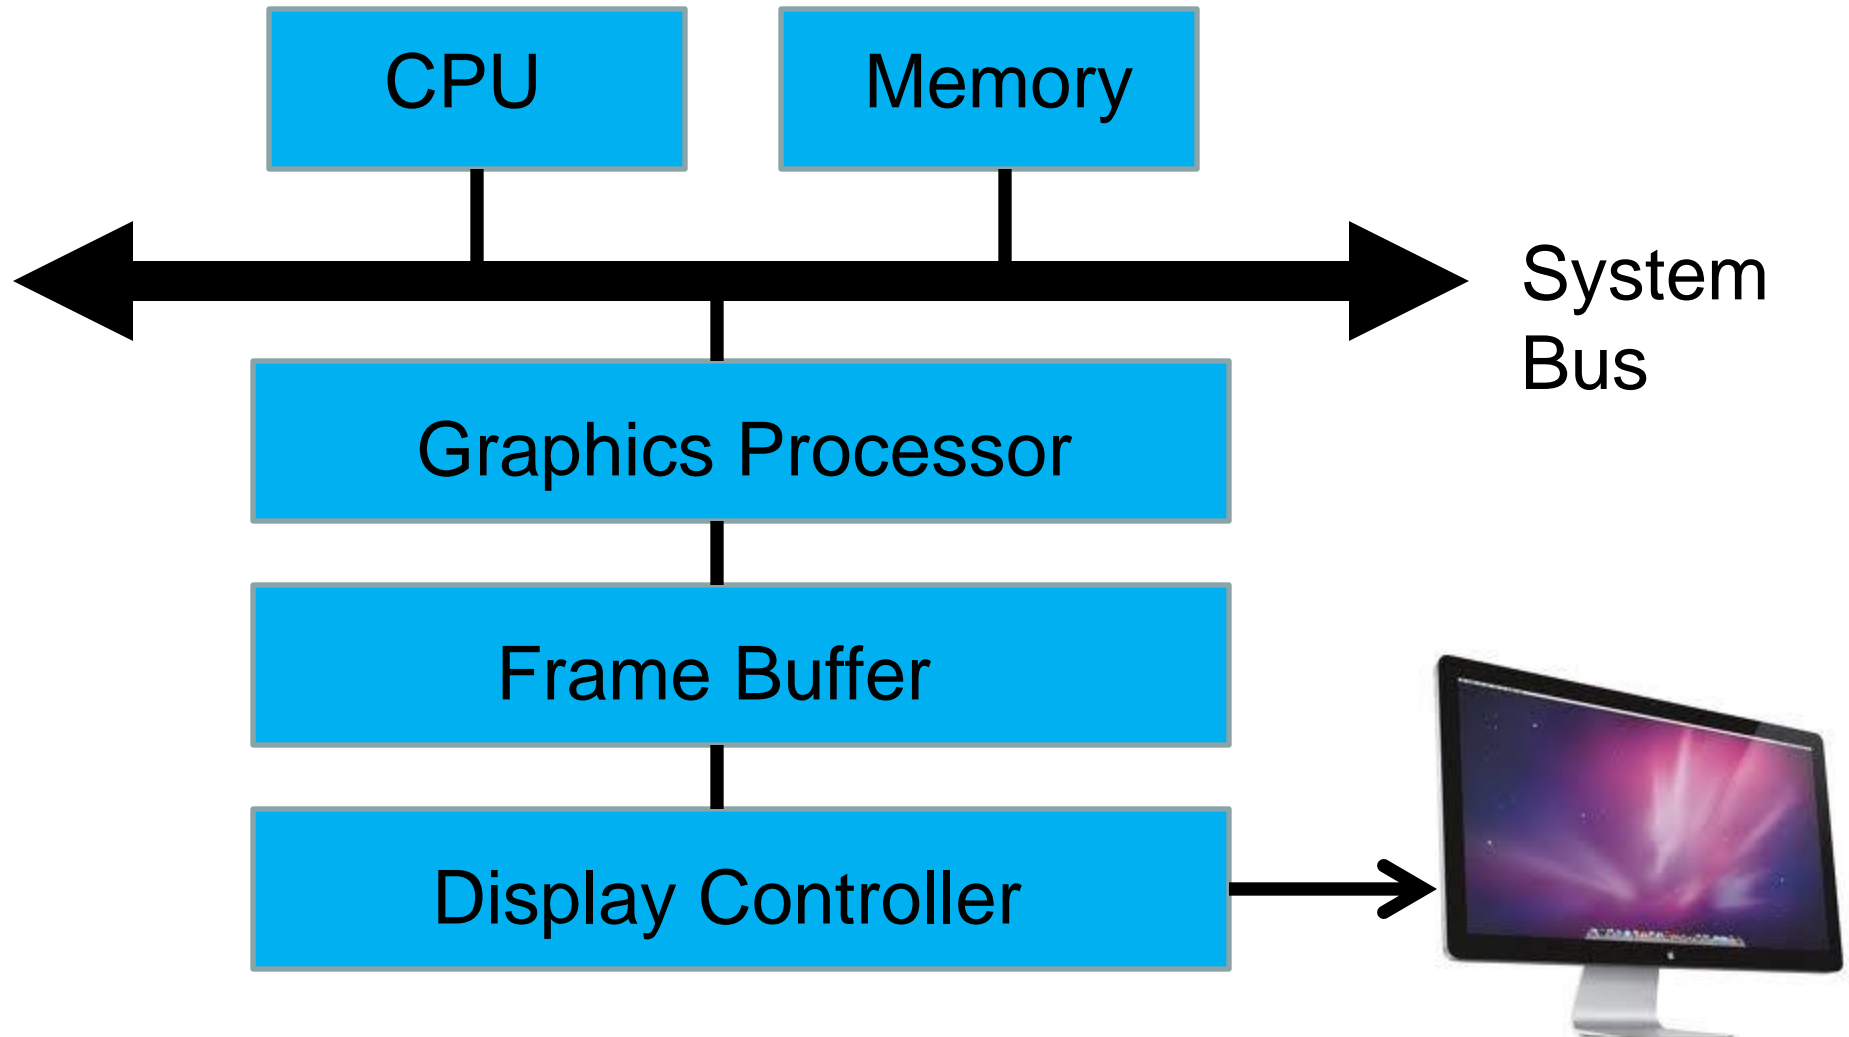 CPU
Memory
System
Bus
Graphics Processor
Frame Buffer
Display Controller